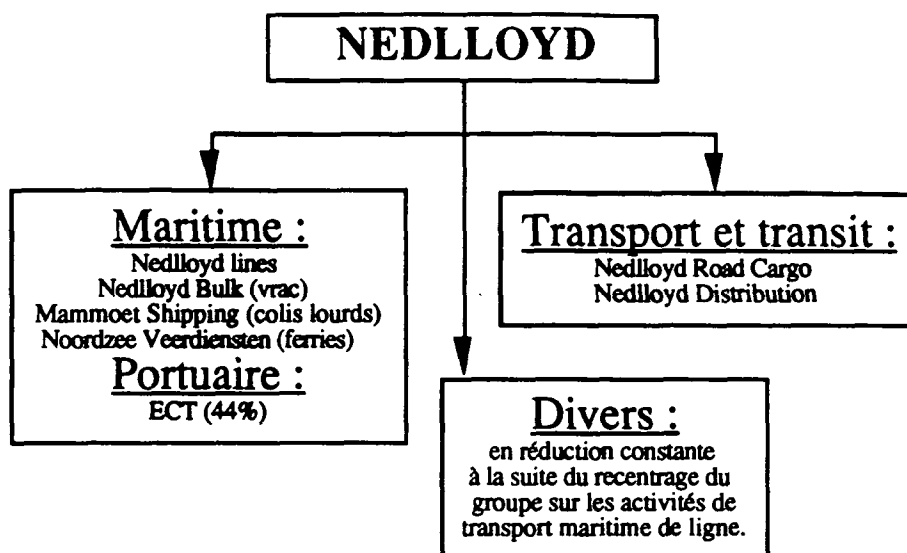 NEDLLOYD
Maritime :
Nedlloyd lines
Nedlloyd Bulk (vrac)
Mammoet Shipping (colis lourds)
Noordzee Veerdiensten (ferries)
Portuaire :
ECT (44%)
Transport et transit :
Nedlloyd Road Cargo
Nedlloyd Distribution
Divers :
en réduction constante
à la suite du recentrage du
groupe sur les activités de
transport maritime de ligne.